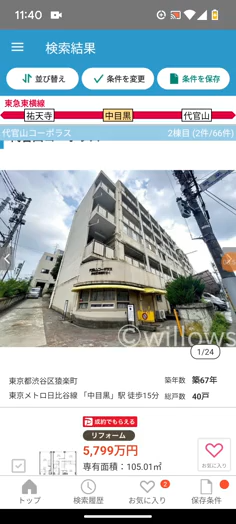 11:40
検索結果
並び替え
条件を変更
条件を保存
東急東横線
祐天寺
中目黒
代官山
代官山コーポラス
2棟目 (2件/66件)
©willows
1/24
東京都渋谷区猿楽町
築年数 築67年
東京メトロ日比谷線 「中目黒」駅 徒歩15分
総戸数 40戸
成約でもらえる
リフォーム
5,799万円
専有面積：105.01㎡
お気に入り
トップ
検索履歴
お気に入り
2
保存条件